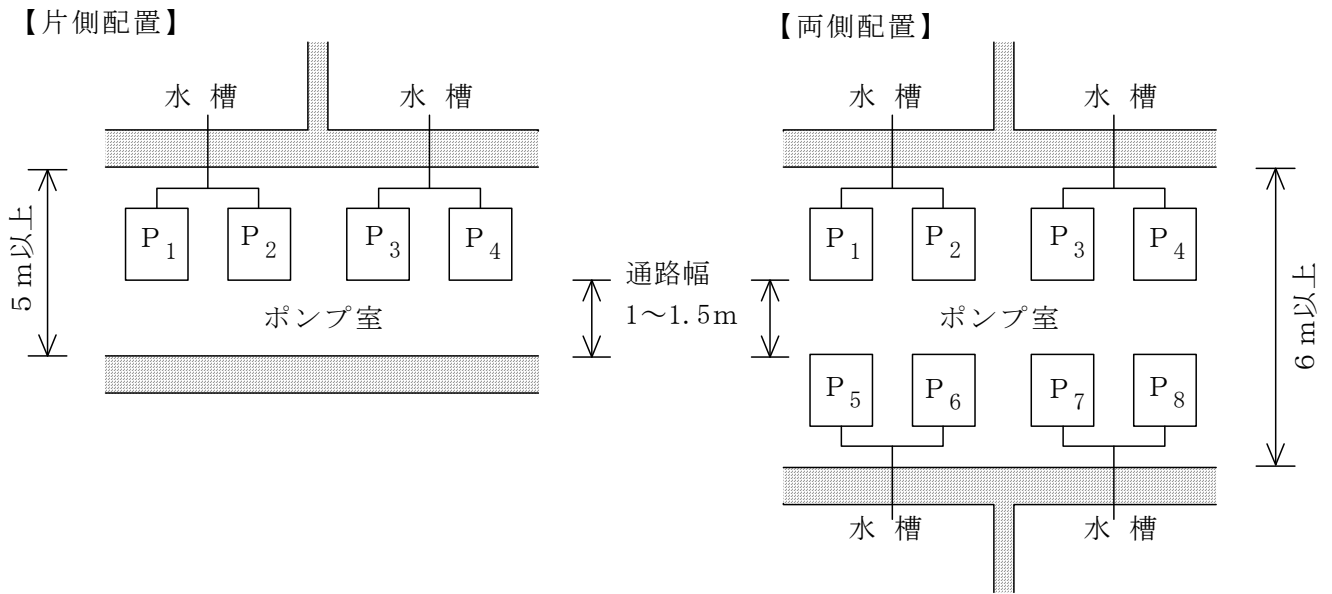 【片側配置】
水 槽
水 槽
5m以上
P1
P2
P3
P4
ポンプ室
通路幅
1～1.5m
【両側配置】
水 槽
水 槽
P1
P2
P3
P4
ポンプ室
6m以上
P5
P6
P7
P8
水 槽
水 槽